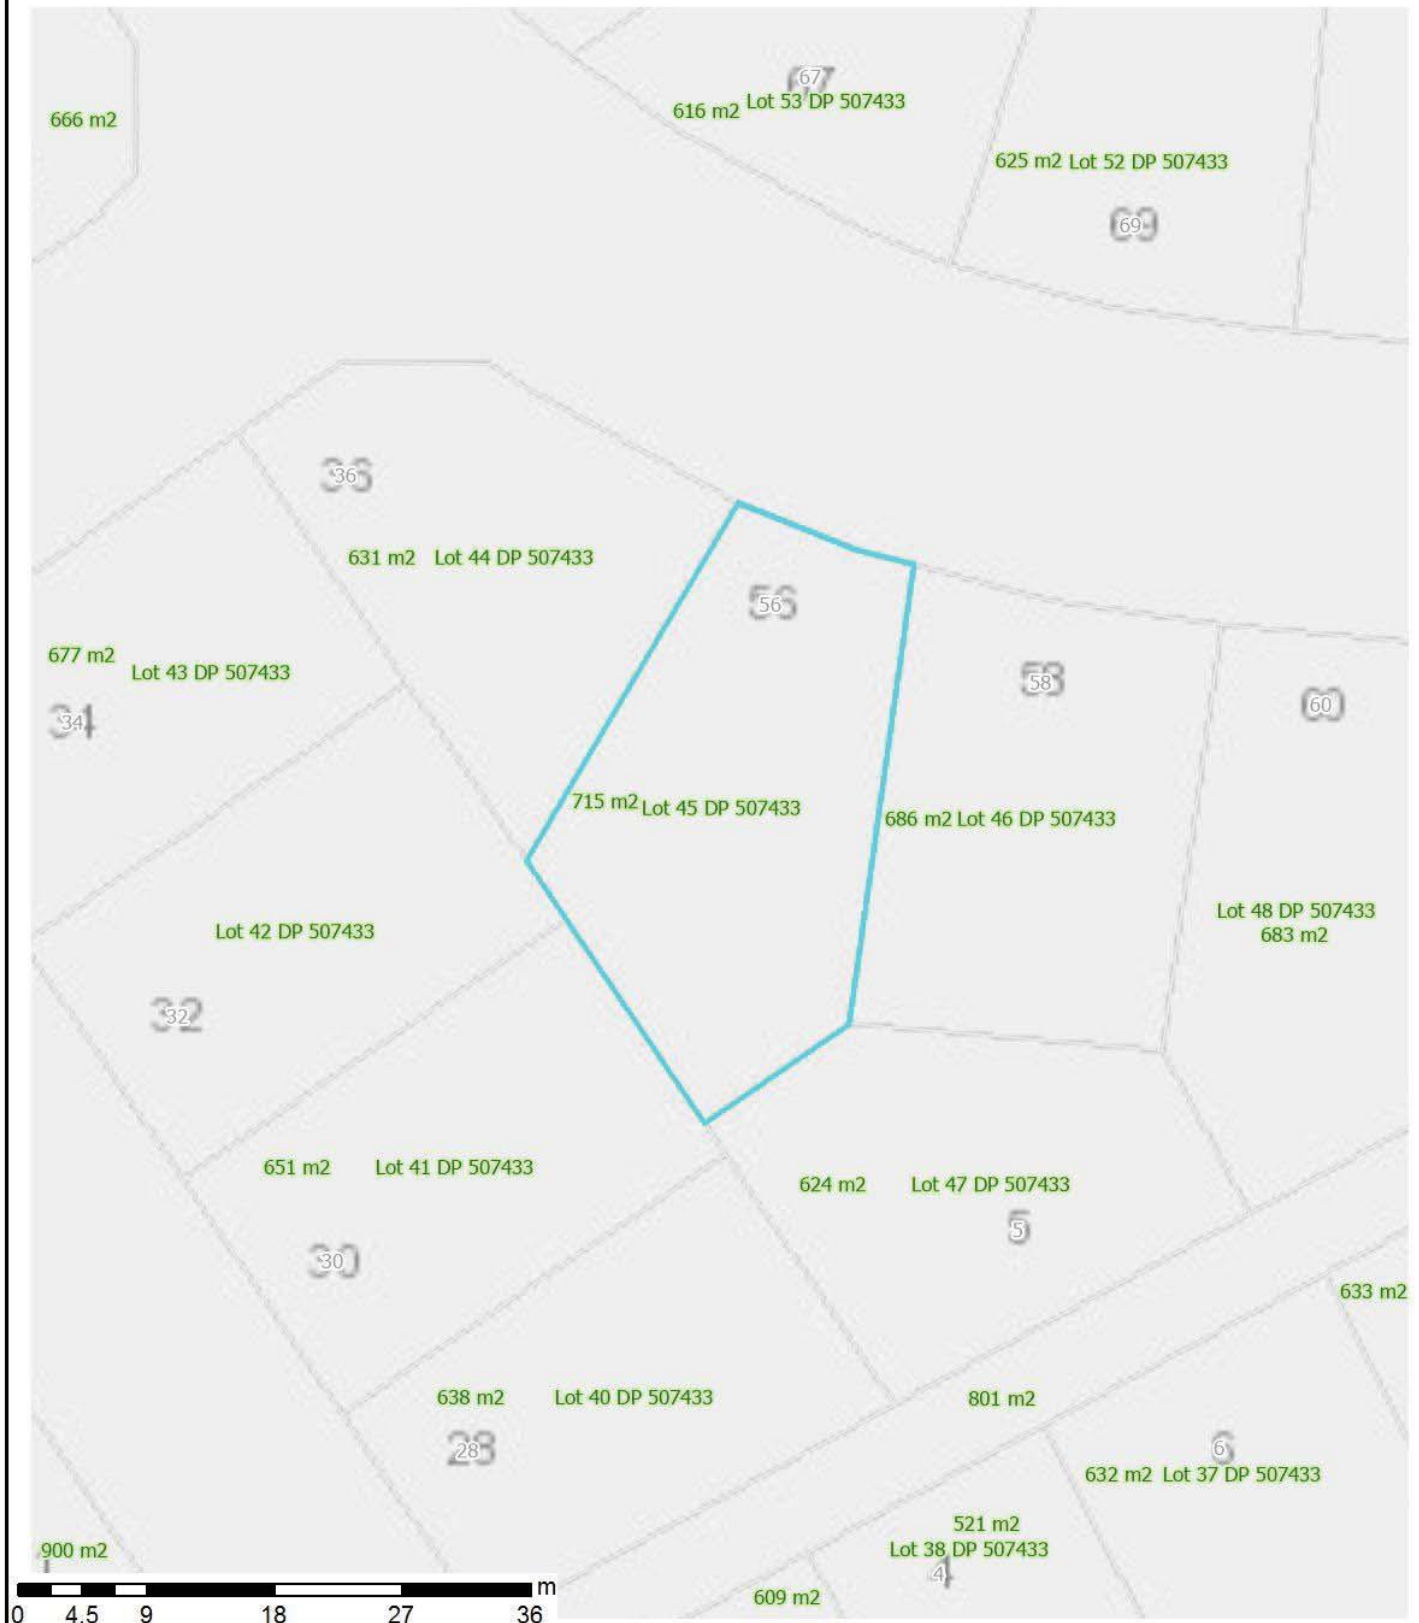 67
616 m2 Lot 53 DP 507433
666 m2
625 m2 Lot 52 DP 507433
69
36
631 m2 Lot 44 DP 507433
56
677 m2
Lot 43 DP 507433
34
58
60
715 m2 Lot 45 DP 507433
686 m2 Lot 46 DP 507433
Lot 42 DP 507433
32
Lot 48 DP 507433
683 m2
651 m2 Lot 41 DP 507433
30
624 m2 Lot 47 DP 507433
5
633 m2
638 m2 Lot 40 DP 507433
28
801 m2
6
632 m2 Lot 37 DP 507433
521 m2
Lot 38 DP 507433
4
900 m2
609 m2
m
0 4.5 9 18 27 36